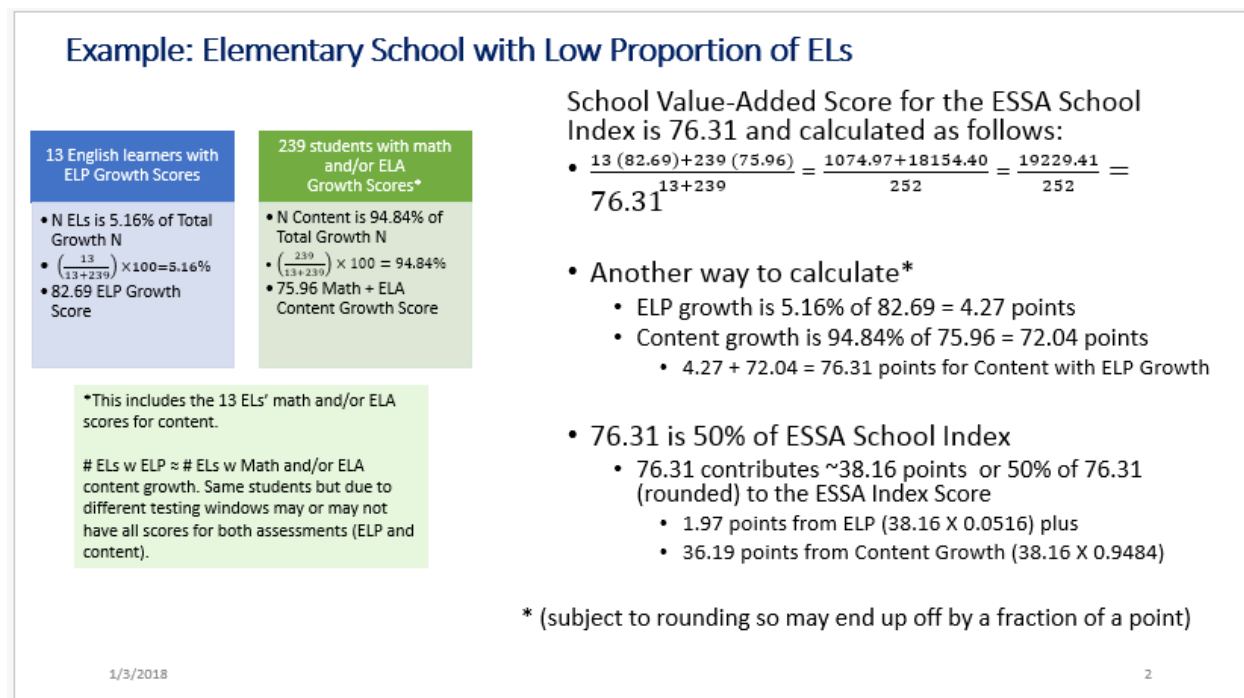 Example: Elementary School with Low Proportion of ELs
13 English learners with
ELP Growth Scores
• N ELs is 5.16% of Total
Growth N
• (13/13+239) ×100=5.16%
• 82.69 ELP Growth
Score
239 students with math
and/or ELA
Growth Scores*
• N Content is 94.84% of
Total Growth N
• (239/13+239) × 100 = 94.84%
• 75.96 Math + ELA
Content Growth Score
*This includes the 13 ELs' math and/or ELA
scores for content.
# ELs w ELP ≈ # ELs w Math and/or ELA
content growth. Same students but due to
different testing windows may or may not
have all scores for both assessments (ELP and
content).
School Value-Added Score for the ESSA School
Index is 76.31 and calculated as follows:
• 13 (82.69)+239 (75.96)/13+239 = 1074.97+18154.40/252 = 19229.41/252 =
76.31
• Another way to calculate*
• ELP growth is 5.16% of 82.69 = 4.27 points
• Content growth is 94.84% of 75.96 = 72.04 points
• 4.27 + 72.04 = 76.31 points for Content with ELP Growth
• 76.31 is 50% of ESSA School Index
• 76.31 contributes ~38.16 points or 50% of 76.31
(rounded) to the ESSA Index Score
• 1.97 points from ELP (38.16 X 0.0516) plus
• 36.19 points from Content Growth (38.16 X 0.9484)
* (subject to rounding so may end up off by a fraction of a point)
1/3/2018
2